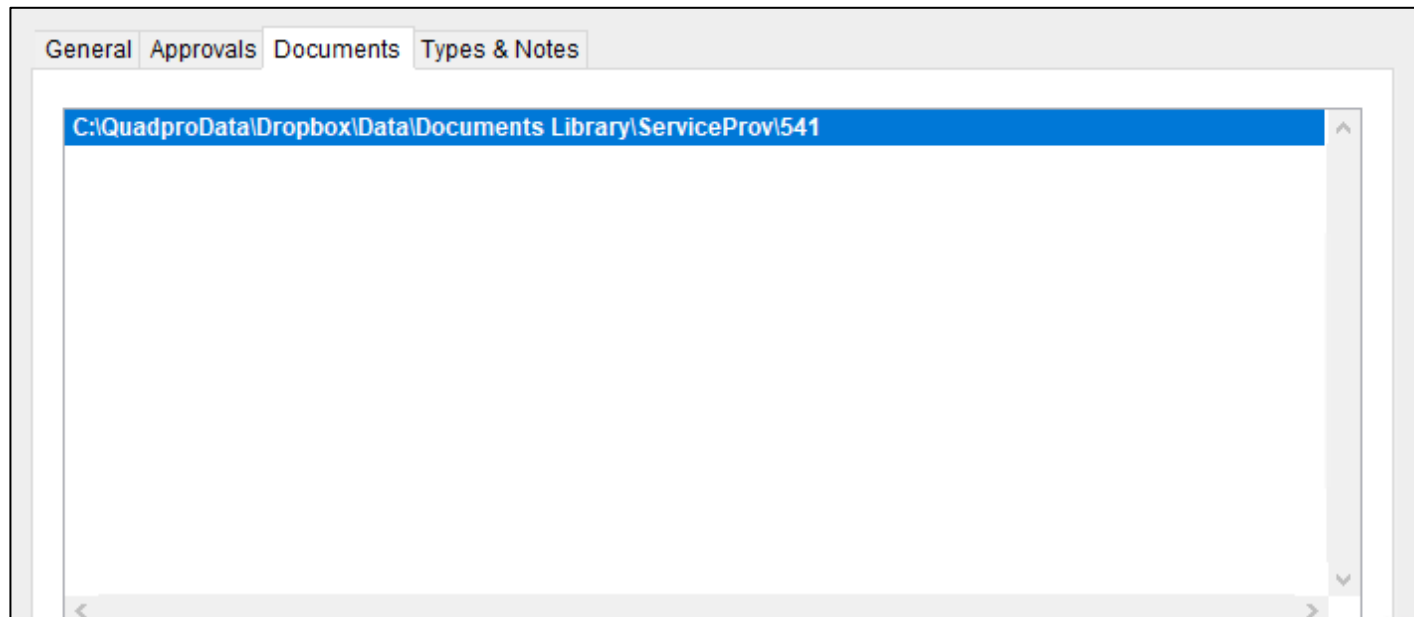 General Approvals Documents Types & Notes
C:\QuadproData\Dropbox\Data\Documents Library\ServiceProv\541